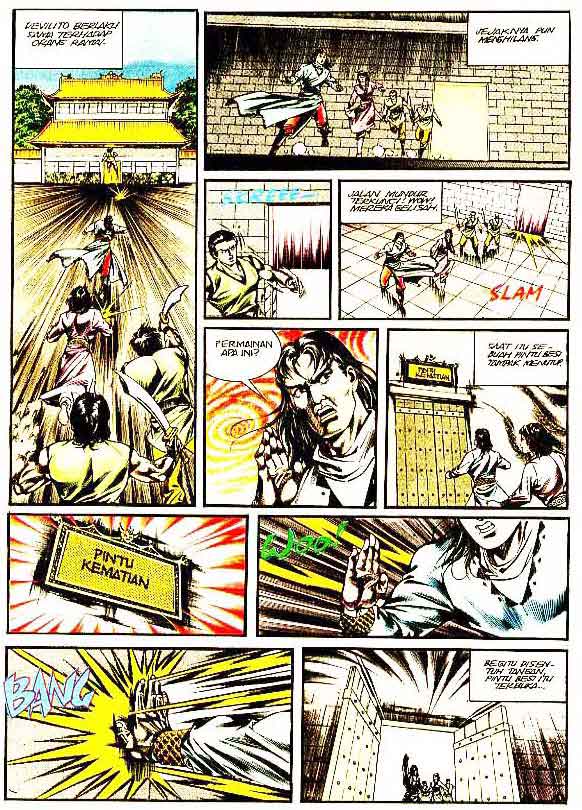 DEVILITO BERLAKU
SAMA TERHADAP
ORANG RAMAI.
JEJAKNYA PUN
MENGHILANG.
SKREEE-
JALAN MUNDUR
TERKUNCI! WOW!
MEREKA GELISAH.
SLAM
PERMAINAN
APA INI?
SAAT ITU SE-
BUAH PINTU BESI
TAMPAK MENUTUP.
PINTU
KEMATIAN
PINTU
KEMATIAN
WOO!
BANG
BEGITU DISEN-
TUH TANGAN,
PINTU BESI ITU
TERBUKA...